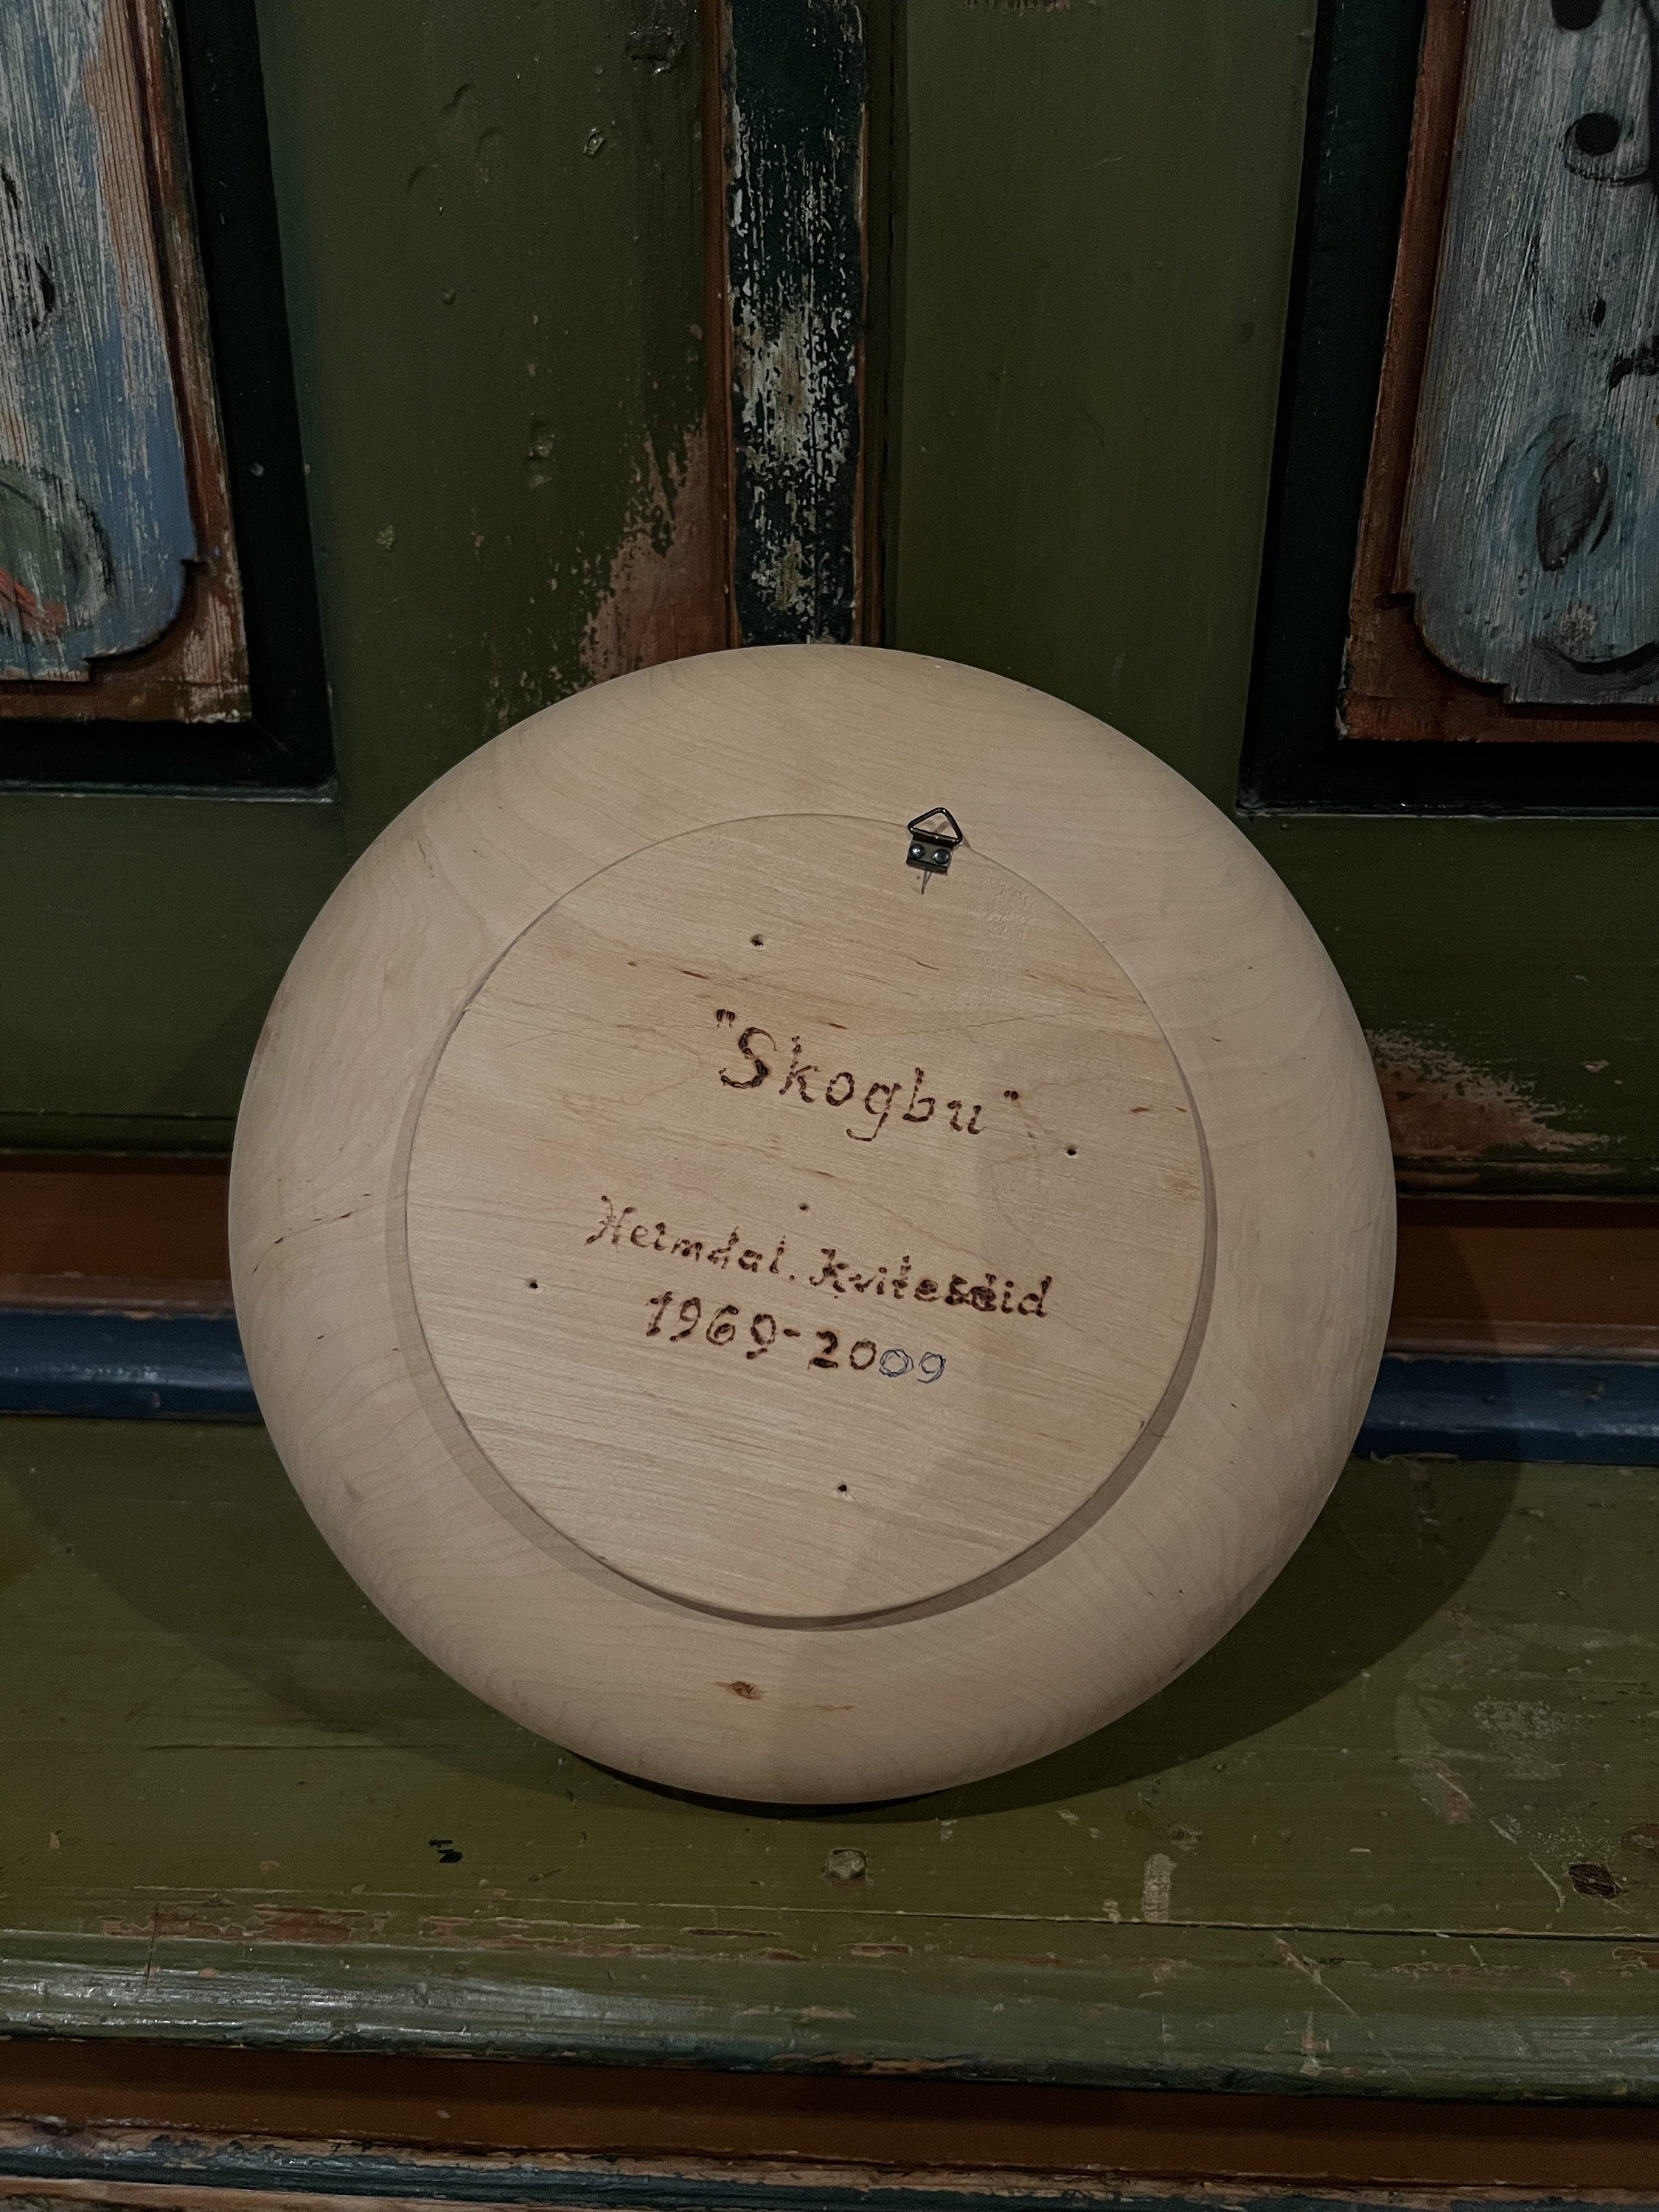 "Skogbu"
Heimdal. Kviteseid
1969-2009